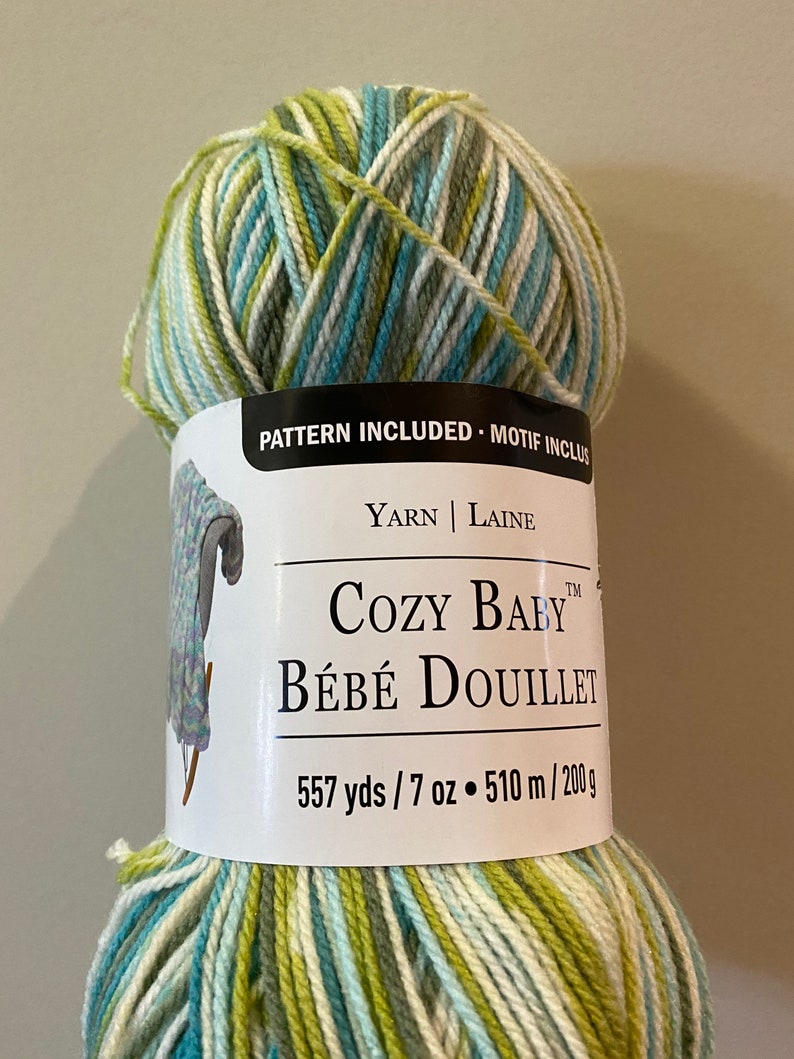 PATTERN INCLUDED · MOTIF INCLUS
YARN | LAINE
COZY BABY™
BÉBÉ DOUILLET
557 yds / 7 oz • 510 m / 200 g